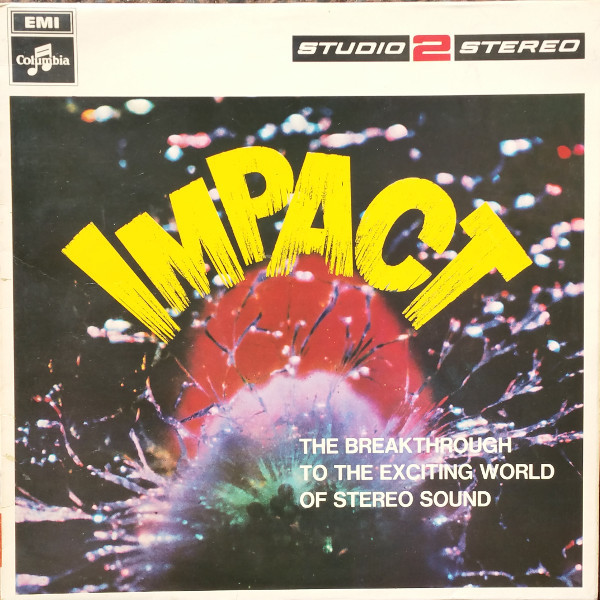 EMI
Columbia
STUDIO 2 STEREO
IMPACT
THE BREAKTHROUGH
TO THE EXCITING WORLD
OF STEREO SOUND